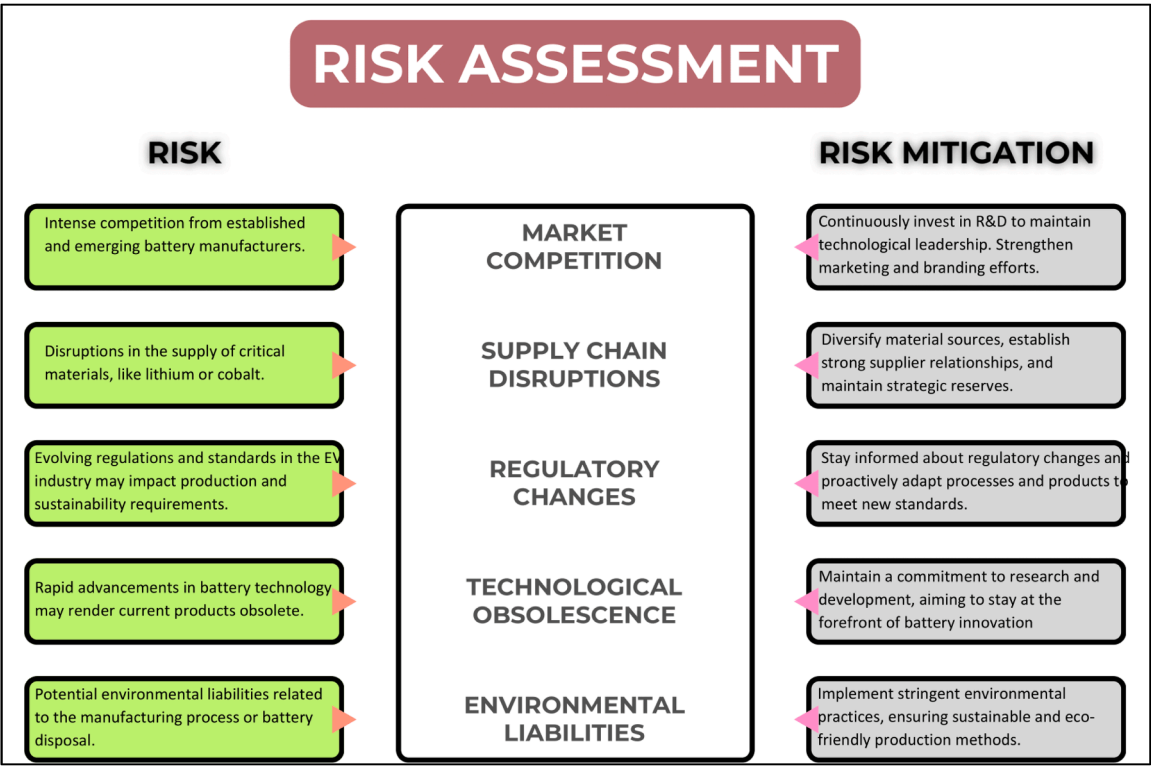 RISK ASSESSMENT
RISK
RISK MITIGATION
Intense competition from established
and emerging battery manufacturers.
MARKET
COMPETITION
Continuously invest in R&D to maintain
technological leadership. Strengthen
marketing and branding efforts.
Disruptions in the supply of critical
materials, like lithium or cobalt.
SUPPLY CHAIN
DISRUPTIONS
Diversify material sources, establish
strong supplier relationships, and
maintain strategic reserves.
Evolving regulations and standards in the EV
industry may impact production and
sustainability requirements.
REGULATORY
CHANGES
Stay informed about regulatory changes and
proactively adapt processes and products to
meet new standards.
Rapid advancements in battery technology
may render current products obsolete.
TECHNOLOGICAL
OBSOLESCENCE
Maintain a commitment to research and
development, aiming to stay at the
forefront of battery innovation
Potential environmental liabilities related
to the manufacturing process or battery
disposal.
ENVIRONMENTAL
LIABILITIES
Implement stringent environmental
practices, ensuring sustainable and eco-
friendly production methods.